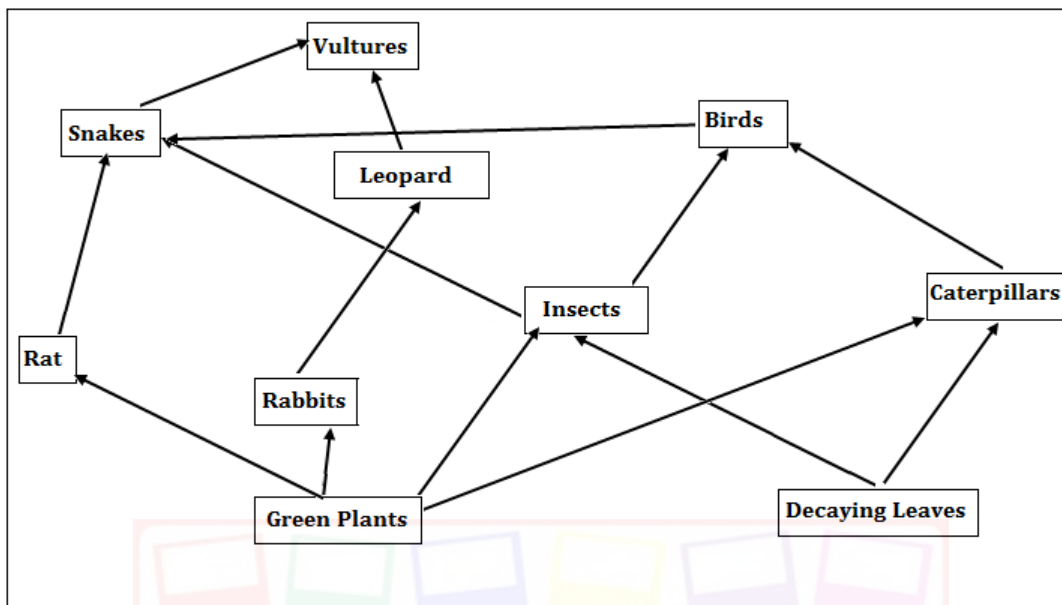 Vultures
Snakes
Birds
Leopard
Insects
Caterpillars
Rat
Rabbits
Green Plants
Decaying Leaves